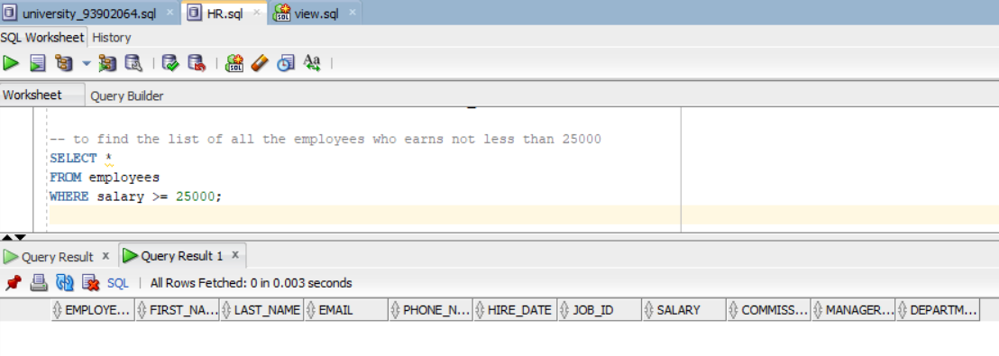 university_93902064.sql HR.sql view.sql
SQL Worksheet History
Worksheet Query Builder
-- to find the list of all the employees who earns not less than 25000
SELECT *
FROM employees
WHERE salary >= 25000;
Query Result x Query Result 1 x
SQL | All Rows Fetched: 0 in 0.003 seconds
EMPLOYE... FIRST_NA... LAST_NAME EMAIL PHONE_N... HIRE_DATE JOB_ID SALARY COMMISS... MANAGER... DEPARTM...